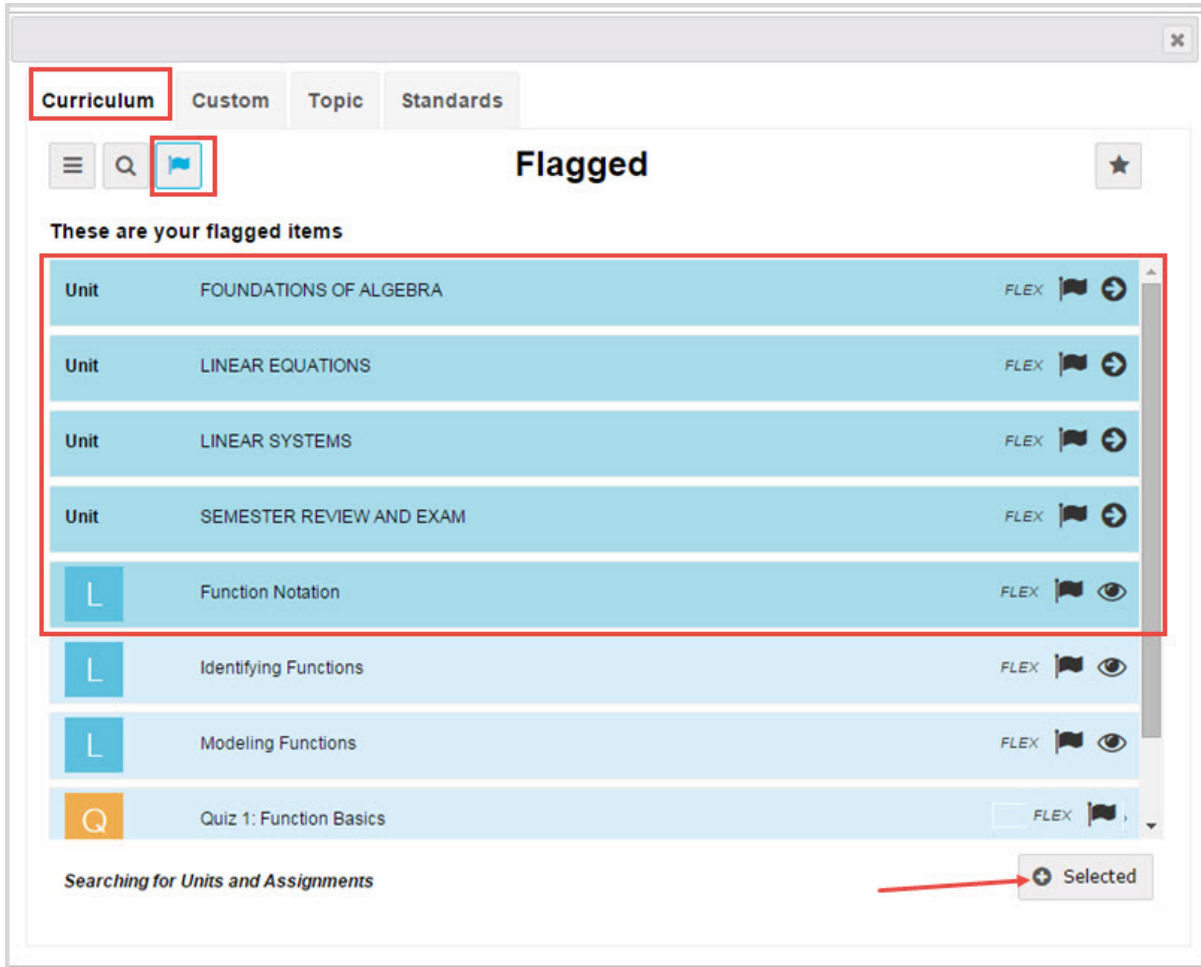 Curriculum Custom Topic Standards
Flagged
These are your flagged items
Unit FOUNDATIONS OF ALGEBRA FLEX
Unit LINEAR EQUATIONS FLEX
Unit LINEAR SYSTEMS FLEX
Unit SEMESTER REVIEW AND EXAM FLEX
L Function Notation FLEX
L Identifying Functions FLEX
L Modeling Functions FLEX
Q Quiz 1: Function Basics FLEX
Searching for Units and Assignments
Selected